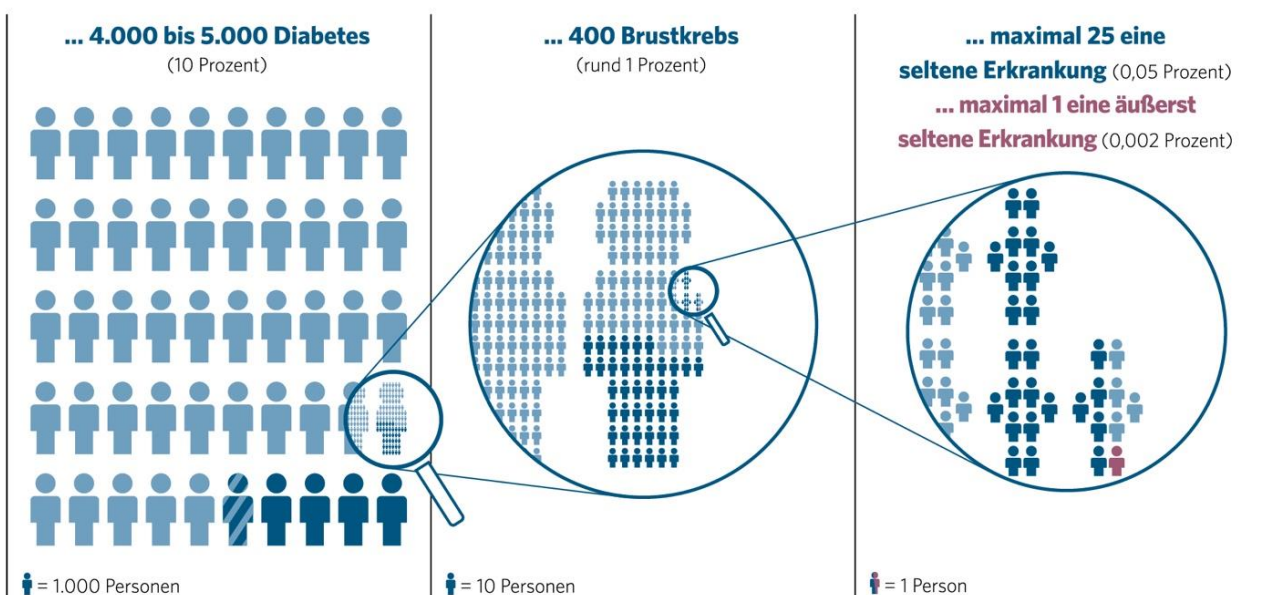 ... 4.000 bis 5.000 Diabetes
(10 Prozent)
= 1.000 Personen
... 400 Brustkrebs
(rund 1 Prozent)
= 10 Personen
... maximal 25 eine
seltene Erkrankung (0,05 Prozent)
... maximal 1 eine äußerst
seltene Erkrankung (0,002 Prozent)
= 1 Person